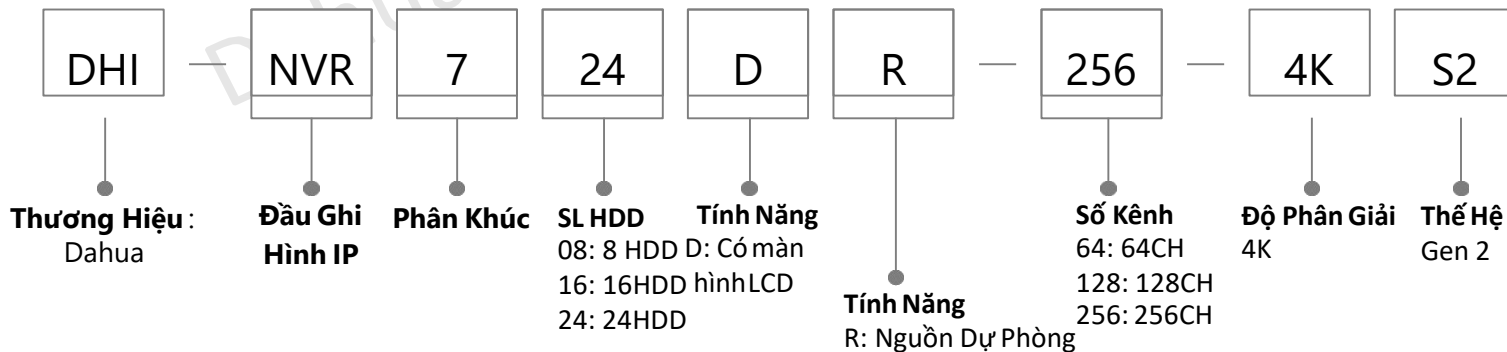 DHI — NVR 7 24 D R — 256 — 4K S2
Thương Hiệu :
Dahua
Đầu Ghi
Hình IP
Phân Khúc
SL HDD
08: 8 HDD
16: 16HDD
24: 24HDD
Tính Năng
D: Có màn
hình LCD
Tính Năng
R: Nguồn Dự Phòng
Số Kênh
64: 64CH
128: 128CH
256: 256CH
Độ Phân Giải
4K
Thế Hệ
Gen 2